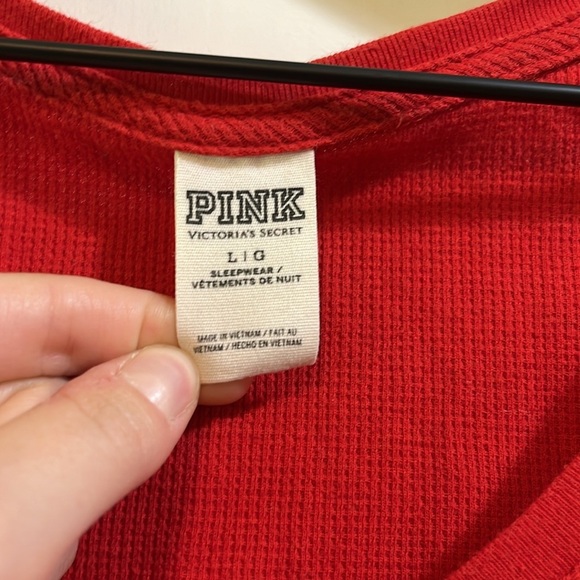 PINK
VICTORIA'S SECRET
L | G
SLEEPWEAR /
VÊTEMENTS DE NUIT
MADE IN VIETNAM / FAIT AU
VIETNAM / HECHO EN VIETNAM